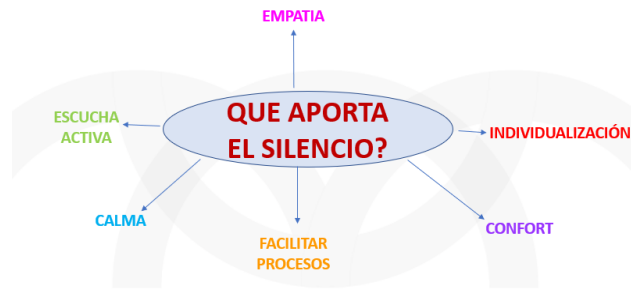 EMPATIA
QUE APORTA
EL SILENCIO?
ESCUCHA
ACTIVA
INDIVIDUALIZACIÓN
CALMA
CONFORT
FACILITAR
PROCESOS